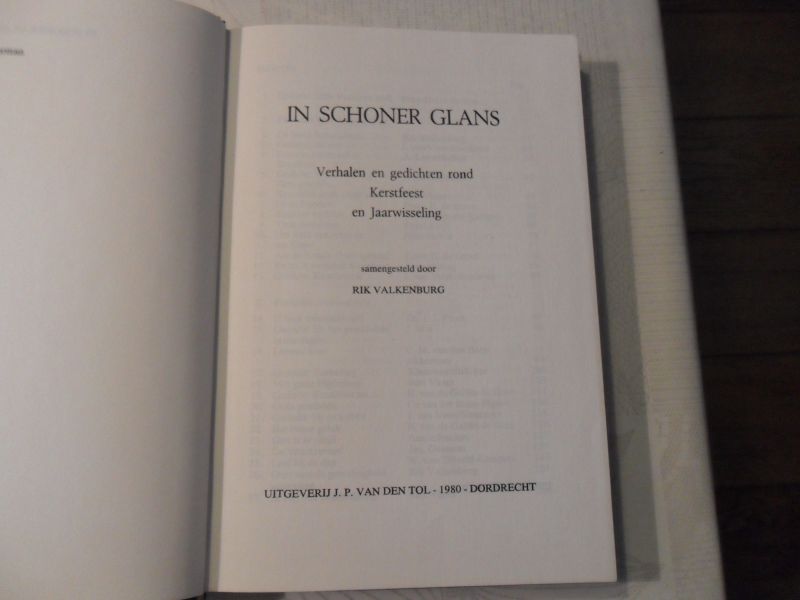 IN SCHONER GLANS
Verhalen en gedichten rond
Kerstfeest
en Jaarwisseling
samengesteld door
RIK VALKENBURG
UITGEVERIJ J. P. VAN DEN TOL - 1980 - DORDRECHT